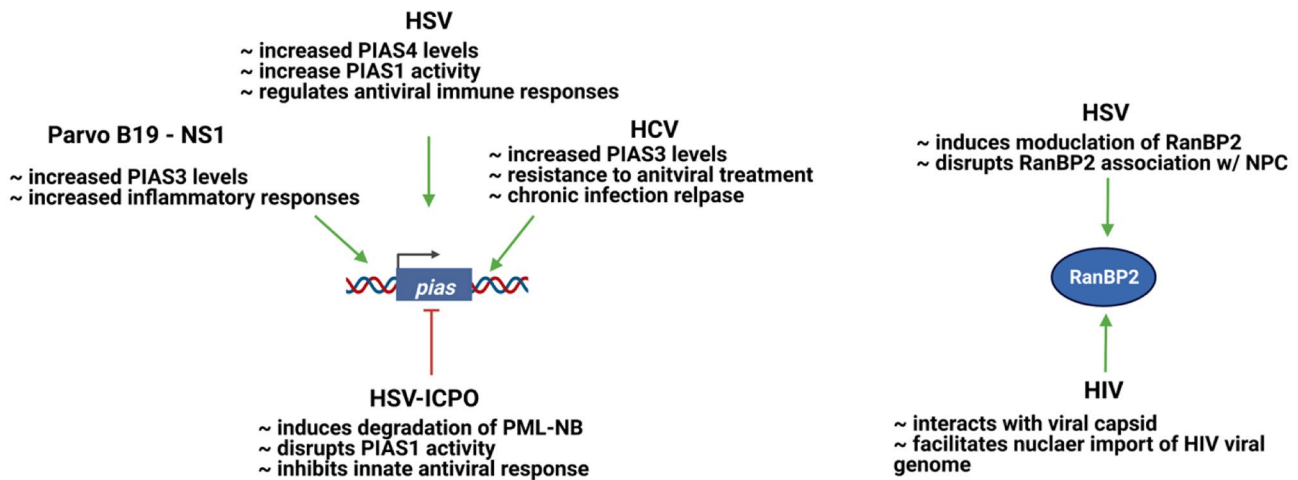 HSV
~ increased PIAS4 levels
~ increase PIAS1 activity
~ regulates antiviral immune responses
Parvo B19 - NS1
~ increased PIAS3 levels
~ increased inflammatory responses
HCV
~ increased PIAS3 levels
~ resistance to anitviral treatment
~ chronic infection relpase
pias
HSV-ICPO
~ induces degradation of PML-NB
~ disrupts PIAS1 activity
~ inhibits innate antiviral response
HSV
~ induces moduclation of RanBP2
~ disrupts RanBP2 association w/ NPC
RanBP2
HIV
~ interacts with viral capsid
~ facilitates nuclaer import of HIV viral
genome